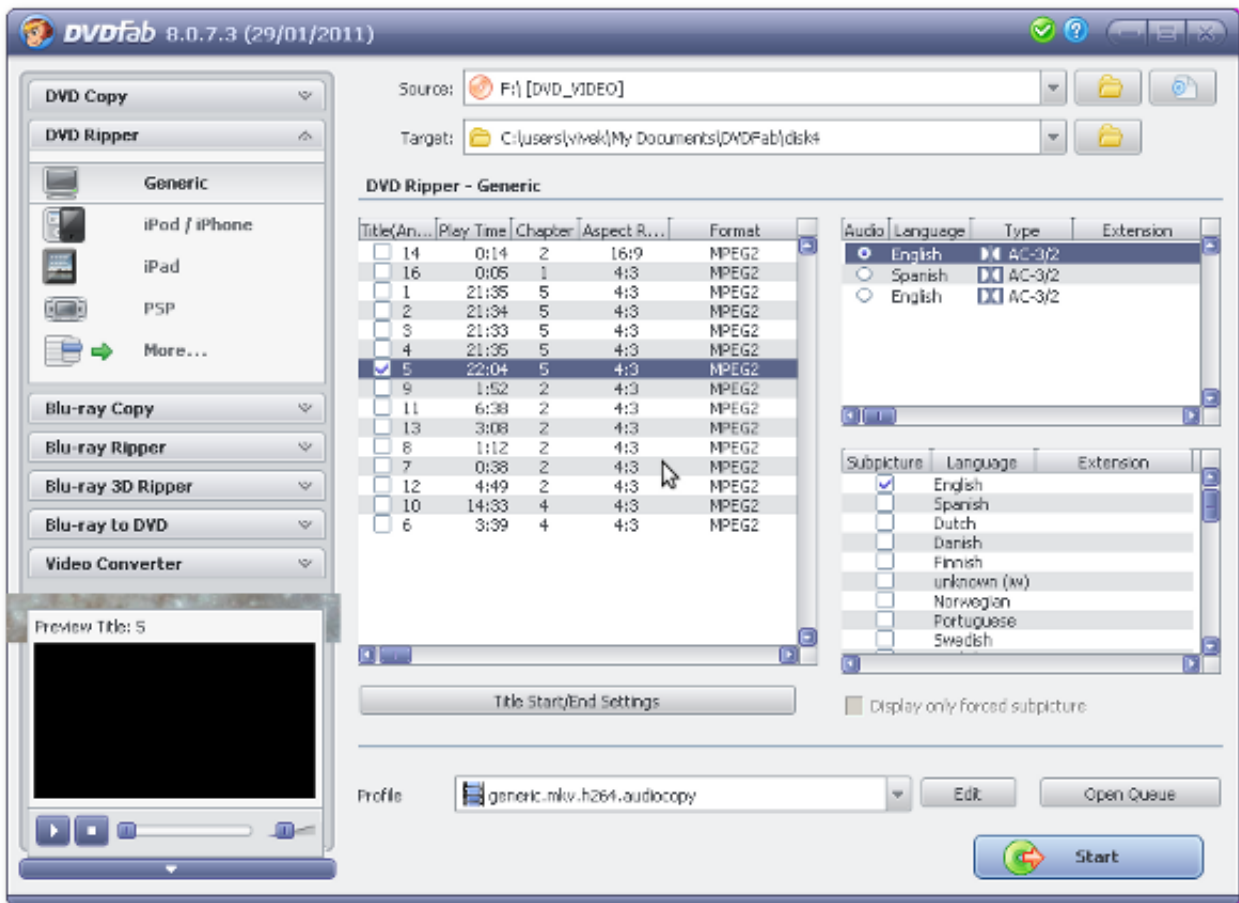 DVDfab 8.0.7.3 (29/01/2011)
DVD Copy
DVD Ripper
Generic
iPod / iPhone
iPad
PSP
More...
Blu-ray Copy
Blu-ray Ripper
Blu-ray 3D Ripper
Blu-ray to DVD
Video Converter
Preview Title: 5
Source: F:\ [DVD_VIDEO]
Target: C:\users\vivek\My Documents\DVDFab\disk4
DVD Ripper - Generic
Title(An... Play Time Chapter Aspect R... Format
14 0:14 2 16:9 MPEG2
16 0:05 1 4:3 MPEG2
1 21:35 5 4:3 MPEG2
2 21:34 5 4:3 MPEG2
3 21:33 5 4:3 MPEG2
4 21:35 5 4:3 MPEG2
5 22:04 5 4:3 MPEG2
9 1:52 2 4:3 MPEG2
11 6:38 2 4:3 MPEG2
13 3:08 2 4:3 MPEG2
8 1:12 2 4:3 MPEG2
7 0:38 2 4:3 MPEG2
12 4:49 2 4:3 MPEG2
10 14:33 4 4:3 MPEG2
6 3:39 4 4:3 MPEG2
Title Start/End Settings
Audio Language Type Extension
English AC-3/2
Spanish AC-3/2
English AC-3/2
Subpicture Language Extension
English
Spanish
Dutch
Danish
Finnish
unknown (iw)
Norwegian
Portuguese
Swedish
Display only forced subpicture
Profile generic.mkv.h264.audiocopy Edit Open Queue
Start